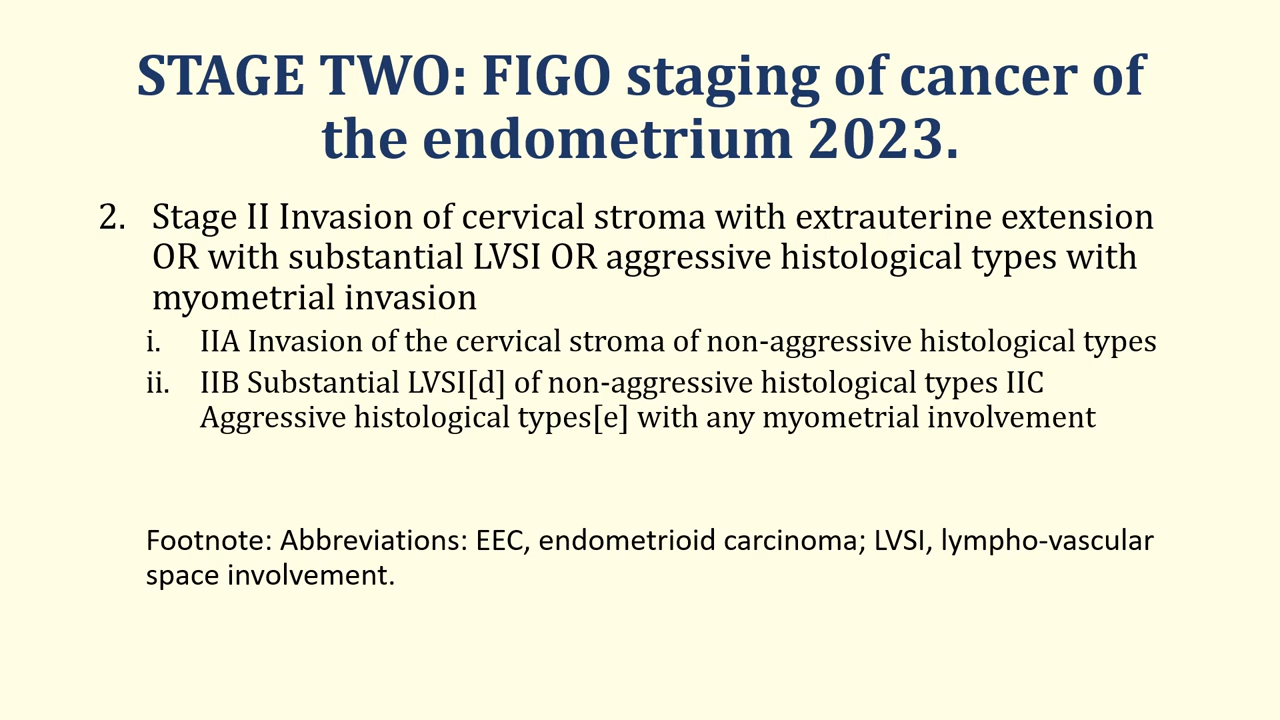 STAGE TWO: FIGO staging of cancer of
the endometrium 2023.
2. Stage II Invasion of cervical stroma with extrauterine extension
OR with substantial LVSI OR aggressive histological types with
myometrial invasion
i. IIA Invasion of the cervical stroma of non-aggressive histological types
ii. IIB Substantial LVSI[d] of non-aggressive histological types IIC
Aggressive histological types[e] with any myometrial involvement
Footnote: Abbreviations: EEC, endometrioid carcinoma; LVSI, lympho-vascular
space involvement.